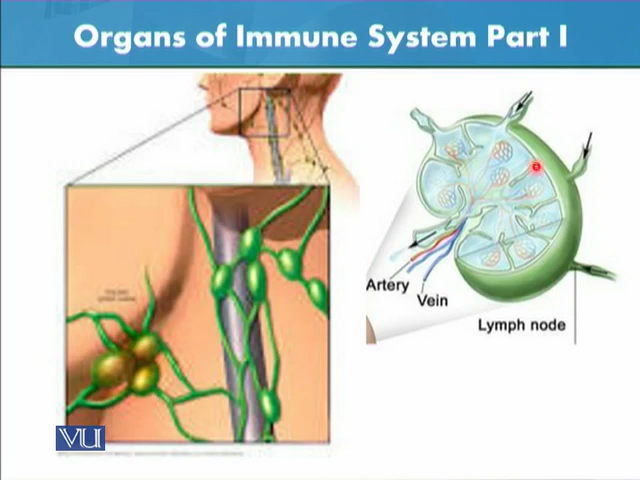 Organs of Immune System Part I
Artery
Vein
Lymph node
VU